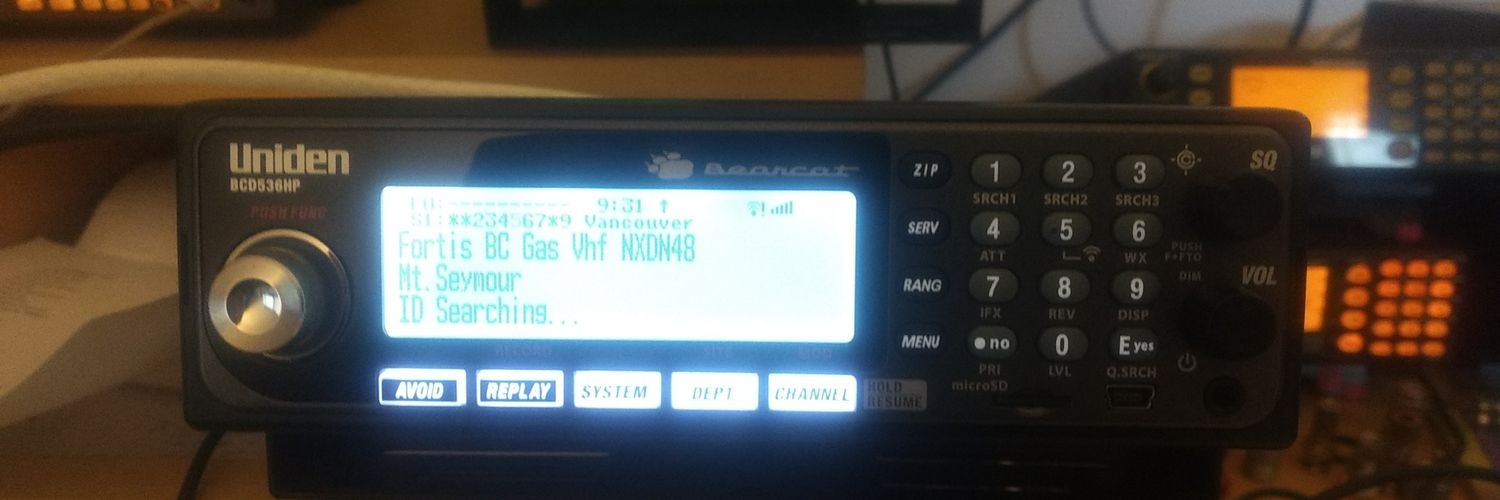 Uniden
BCD536HP
PUSH FUNC
Bearcat
F0:---------- 9:31
S1:**234567*9 Vancouver
Fortis BC Gas Vhf NXDN48
Mt.Seymour
ID Searching...
RECORD SITE MOD
AVOID REPLAY SYSTEM DEPT CHANNEL
HOLD
RESUME
ZIP
SERV
RANG
MENU
1 2 3
SRCH1 SRCH2 SRCH3
4 5 6
ATT WX
7 8 9
IFX REV DISP
no 0 E yes
PRI LVL Q.SRCH
microSD
SQ
PUSH
F+FTO
DIM
VOL